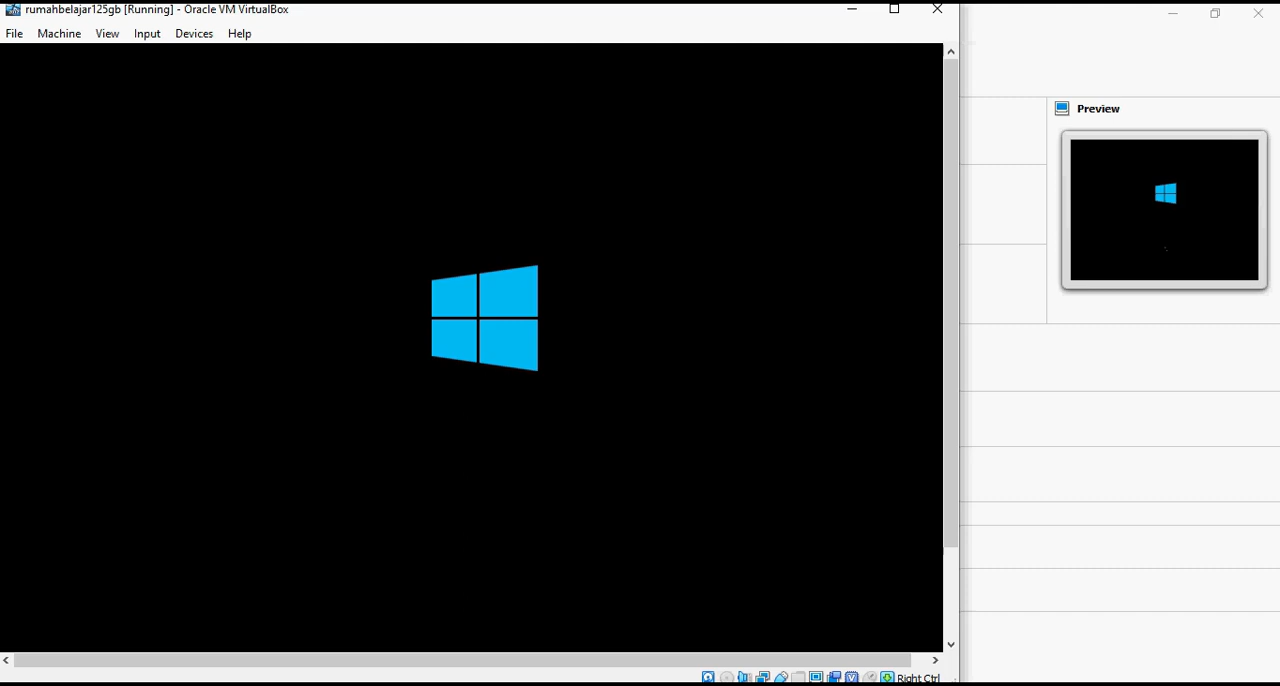 rumahbelajar125gb [Running] - Oracle VM VirtualBox
File Machine View Input Devices Help
Preview
Right Ctrl